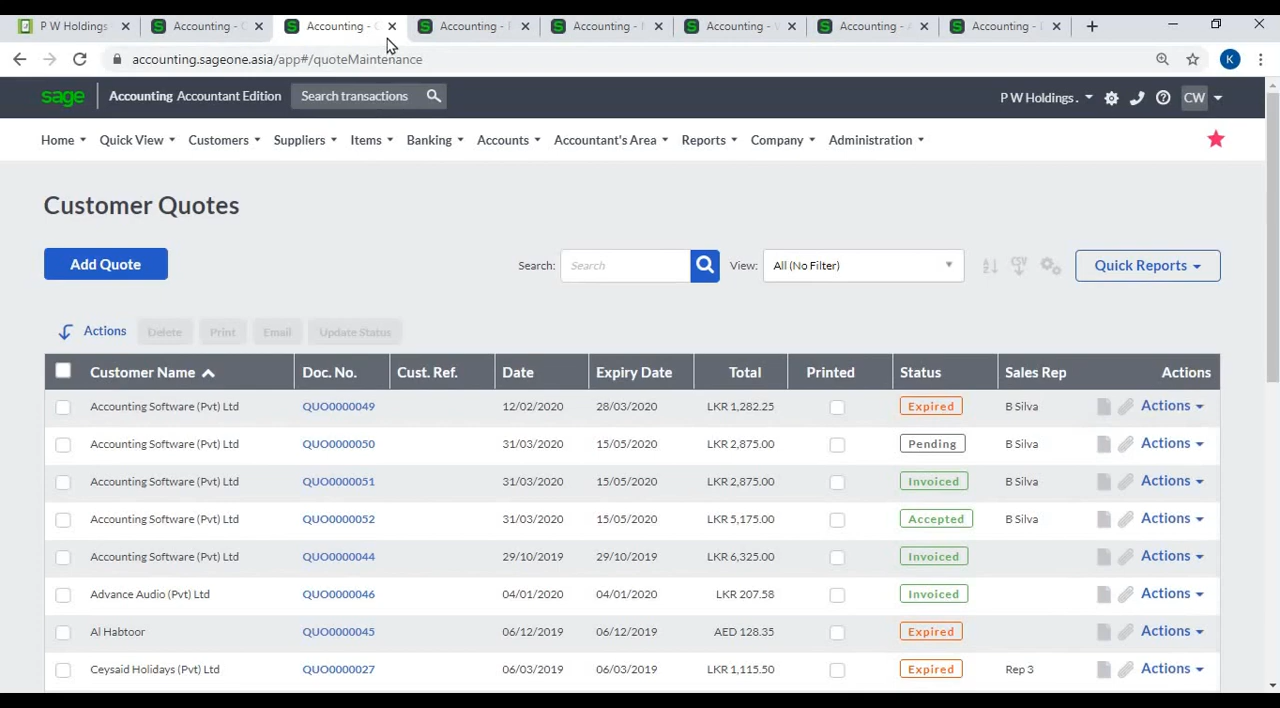 P W Holdings
Accounting - C
Accounting - C
Accounting -
Accounting -
Accounting -
Accounting -
Accounting -
accounting.sageone.asia/app#/quoteMaintenance
K
sage Accounting Accountant Edition Search transactions P W Holdings . CW
Home Quick View Customers Suppliers Items Banking Accounts Accountant's Area Reports Company Administration
Customer Quotes
Add Quote Search: Search View: All (No Filter) CSV Quick Reports
Actions Delete Print Email Update Status
Customer Name Doc. No. Cust. Ref. Date Expiry Date Total Printed Status Sales Rep Actions
Accounting Software (Pvt) Ltd QUO0000049 12/02/2020 28/03/2020 LKR 1,282.25 Expired B Silva Actions
Accounting Software (Pvt) Ltd QUO0000050 31/03/2020 15/05/2020 LKR 2,875.00 Pending B Silva Actions
Accounting Software (Pvt) Ltd QUO0000051 31/03/2020 15/05/2020 LKR 2,875.00 Invoiced B Silva Actions
Accounting Software (Pvt) Ltd QUO0000052 31/03/2020 15/05/2020 LKR 5,175.00 Accepted B Silva Actions
Accounting Software (Pvt) Ltd QUO0000044 29/10/2019 29/10/2019 LKR 6,325.00 Invoiced Actions
Advance Audio (Pvt) Ltd QUO0000046 04/01/2020 04/01/2020 LKR 207.58 Invoiced Actions
Al Habtoor QUO0000045 06/12/2019 06/12/2019 AED 128.35 Expired Actions
Ceysaid Holidays (Pvt) Ltd QUO0000027 06/03/2019 06/03/2019 LKR 1,115.50 Expired Rep 3 Actions